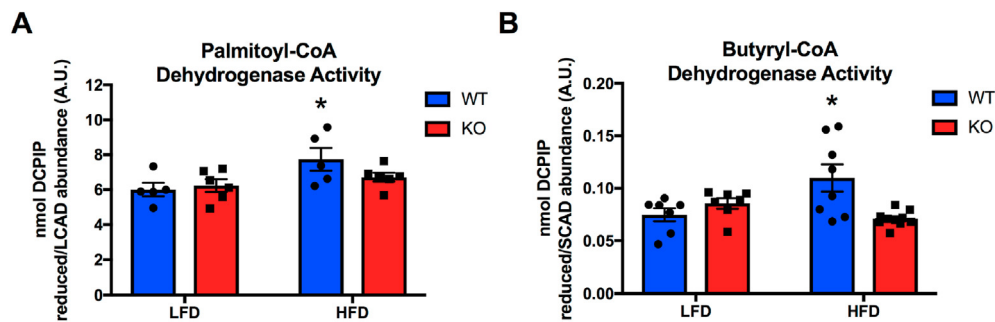 A
Palmitoyl-CoA
Dehydrogenase Activity
nmol DCPIP
reduced/LCAD abundance (A.U.)
12
10
8
6
4
2
0
*
LFD
HFD
WT
KO
B
Butyryl-CoA
Dehydrogenase Activity
nmol DCPIP
reduced/SCAD abundance (A.U.)
0.20
0.15
0.10
0.05
0.00
*
LFD
HFD
WT
KO